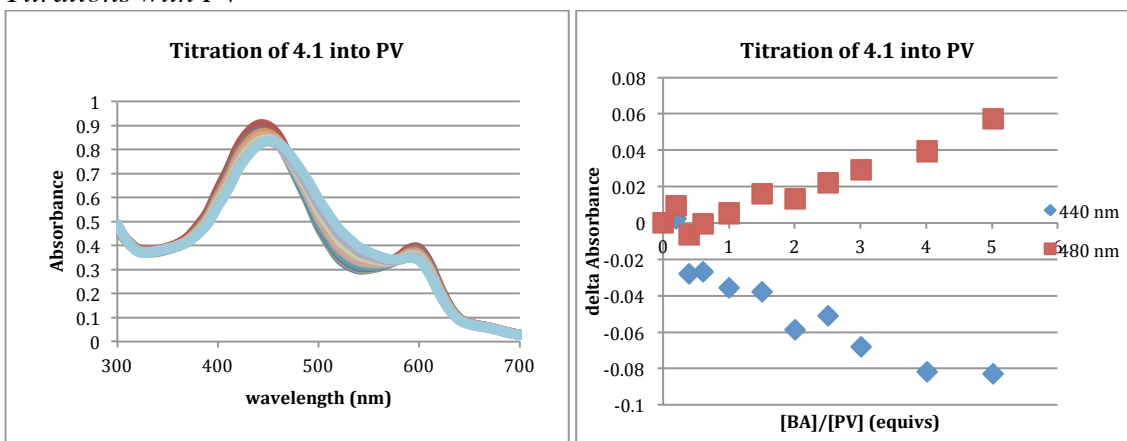 Titrations with PV
Titration of 4.1 into PV
1
0.9
0.8
0.7
0.6
0.5
0.4
0.3
0.2
0.1
0
Absorbance
300 400 500 600 700
wavelength (nm)
Titration of 4.1 into PV
0.08
0.06
0.04
0.02
0
-0.02
-0.04
-0.06
-0.08
-0.1
delta Absorbance
0 1 2 3 4 5 6
440 nm
480 nm
[BA]/[PV] (equivs)